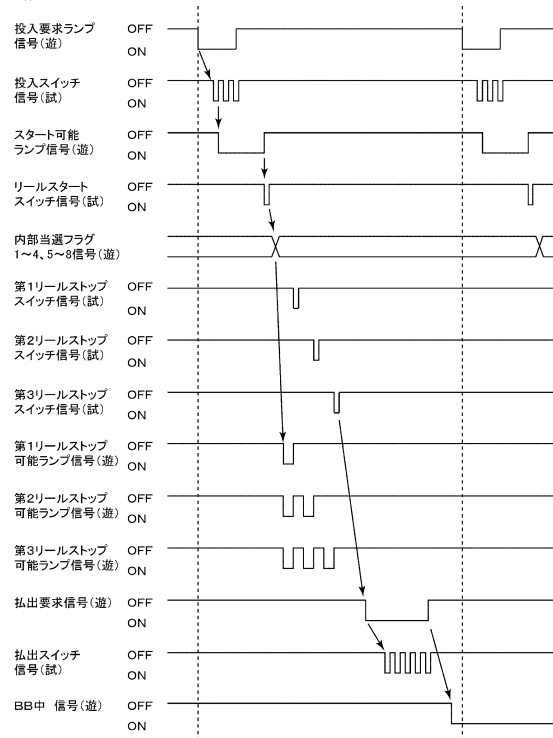 投入要求ランプ
信号（遊）
OFF
ON
投入スイッチ
信号（試）
OFF
ON
スタート可能
ランプ信号（遊）
OFF
ON
リールスタート
スイッチ信号（試）
OFF
ON
内部当選フラグ
1～4、5～8信号（遊）
第1リールストップ
スイッチ信号（試）
OFF
ON
第2リールストップ
スイッチ信号（試）
OFF
ON
第3リールストップ
スイッチ信号（試）
OFF
ON
第1リールストップ
可能ランプ信号（遊）
OFF
ON
第2リールストップ
可能ランプ信号（遊）
OFF
ON
第3リールストップ
可能ランプ信号（遊）
OFF
ON
払出要求信号（遊）
OFF
ON
払出スイッチ
信号（試）
OFF
ON
BB中 信号（遊）
OFF
ON